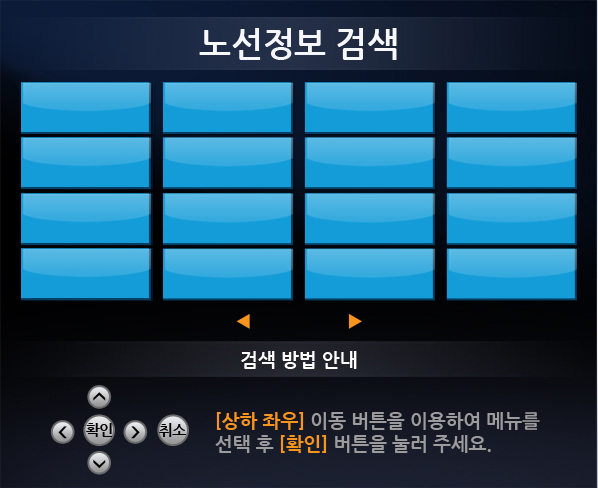 노선정보 검색
검색 방법 안내
확인 취소
[상하 좌우] 이동 버튼을 이용하여 메뉴를
선택 후 [확인] 버튼을 눌러 주세요.